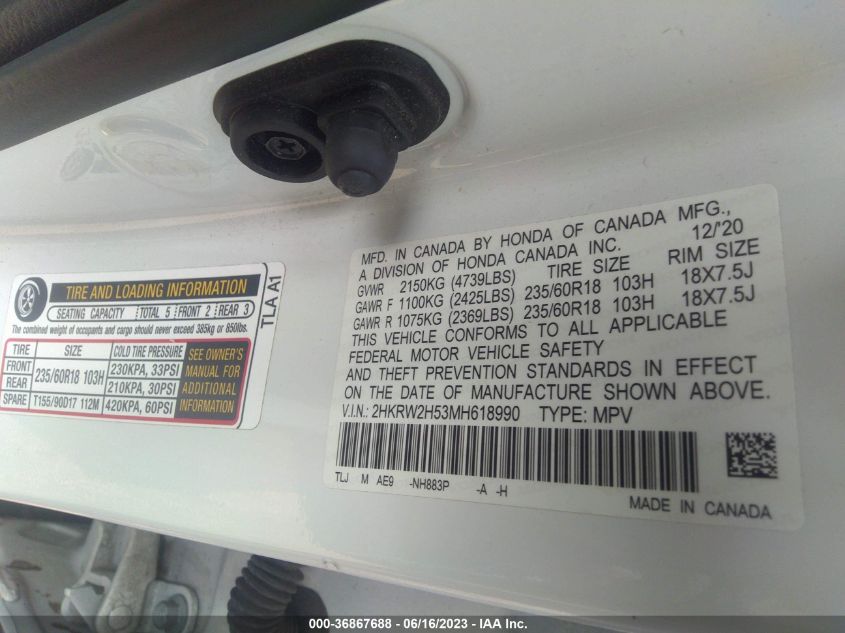 MFD. IN CANADA BY HONDA OF CANADA MFG.,
A DIVISION OF HONDA CANADA INC. 12/'20
GVWR 2150KG (4739LBS) TIRE SIZE RIM SIZE
GAWR F 1100KG (2425LBS) 235/60R18 103H 18X7.5J
GAWR R 1075KG (2369LBS) 235/60R18 103H 18X7.5J
THIS VEHICLE CONFORMS TO ALL APPLICABLE
FEDERAL MOTOR VEHICLE SAFETY
AND THEFT PREVENTION STANDARDS IN EFFECT
ON THE DATE OF MANUFACTURE SHOWN ABOVE.
V.I.N.: 2HKRW2H53MH618990 TYPE: MPV
TLJ M AE9 -NH883P -A -H
MADE IN CANADA
TIRE AND LOADING INFORMATION
SEATING CAPACITY TOTAL 5 FRONT 2 REAR 3
The combined weight of occupants and cargo should never exceed 385kg or 850lbs.
TIRE SIZE COLD TIRE PRESSURE
FRONT 235/60R18 103H 230KPA, 33PSI
REAR 210KPA, 30PSI
SPARE T155/90D17 112M 420KPA, 60PSI
SEE OWNER'S
MANUAL FOR
ADDITIONAL
INFORMATION
TLA A1
000-36867688 - 06/16/2023 - IAA Inc.